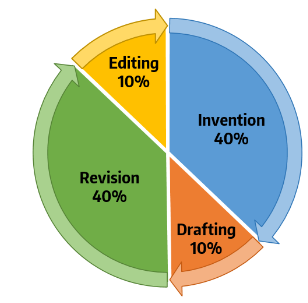 Editing
10%
Invention
40%
Revision
40%
Drafting
10%